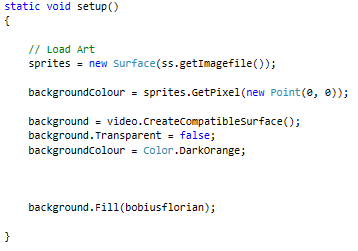 static void setup()
{
// Load Art
sprites = new Surface(ss.getImagefile());
backgroundColour = sprites.GetPixel(new Point(0, 0));
background = video.CreateCompatibleSurface();
background.Transparent = false;
backgroundColour = Color.DarkOrange;
background.Fill(bobiusflorian);
}